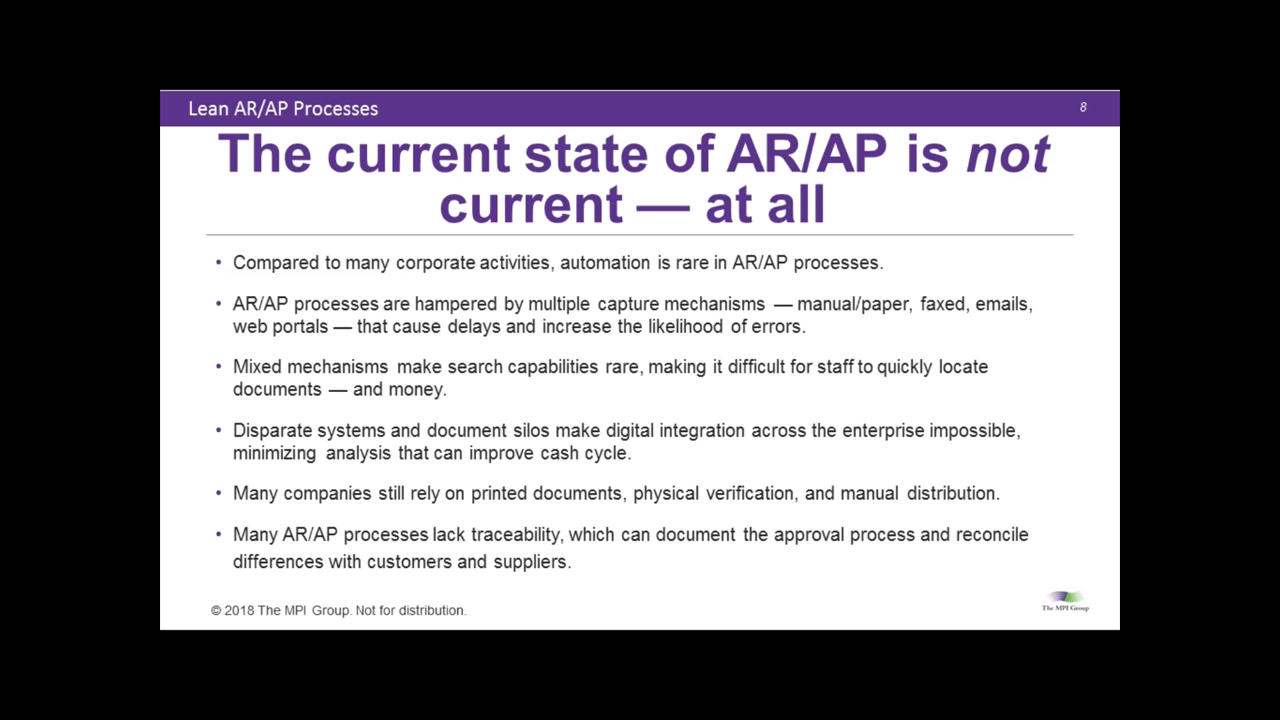 Lean AR/AP Processes
8
The current state of AR/AP is not
current — at all
• Compared to many corporate activities, automation is rare in AR/AP processes.
• AR/AP processes are hampered by multiple capture mechanisms — manual/paper, faxed, emails,
web portals — that cause delays and increase the likelihood of errors.
• Mixed mechanisms make search capabilities rare, making it difficult for staff to quickly locate
documents — and money.
• Disparate systems and document silos make digital integration across the enterprise impossible,
minimizing analysis that can improve cash cycle.
• Many companies still rely on printed documents, physical verification, and manual distribution.
• Many AR/AP processes lack traceability, which can document the approval process and reconcile
differences with customers and suppliers.
© 2018 The MPI Group. Not for distribution.
The MPI Group